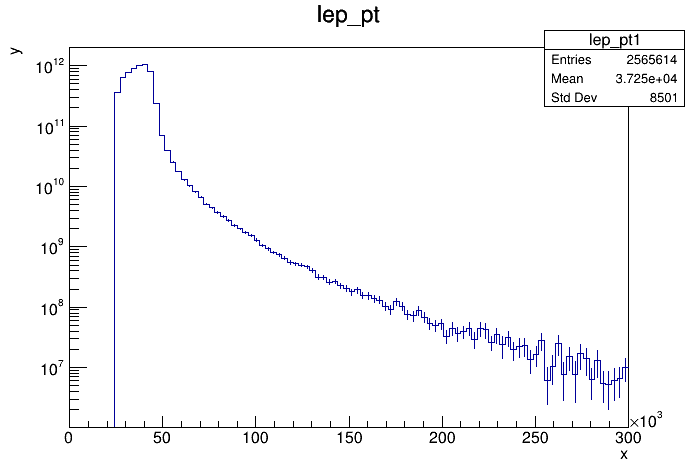 lep_pt
lep_pt1
Entries 2565614
Mean 3.725e+04
Std Dev 8501
y
10¹²
10¹¹
10¹⁰
10⁹
10⁸
10⁷
0 50 100 150 200 250 300
×10³
x